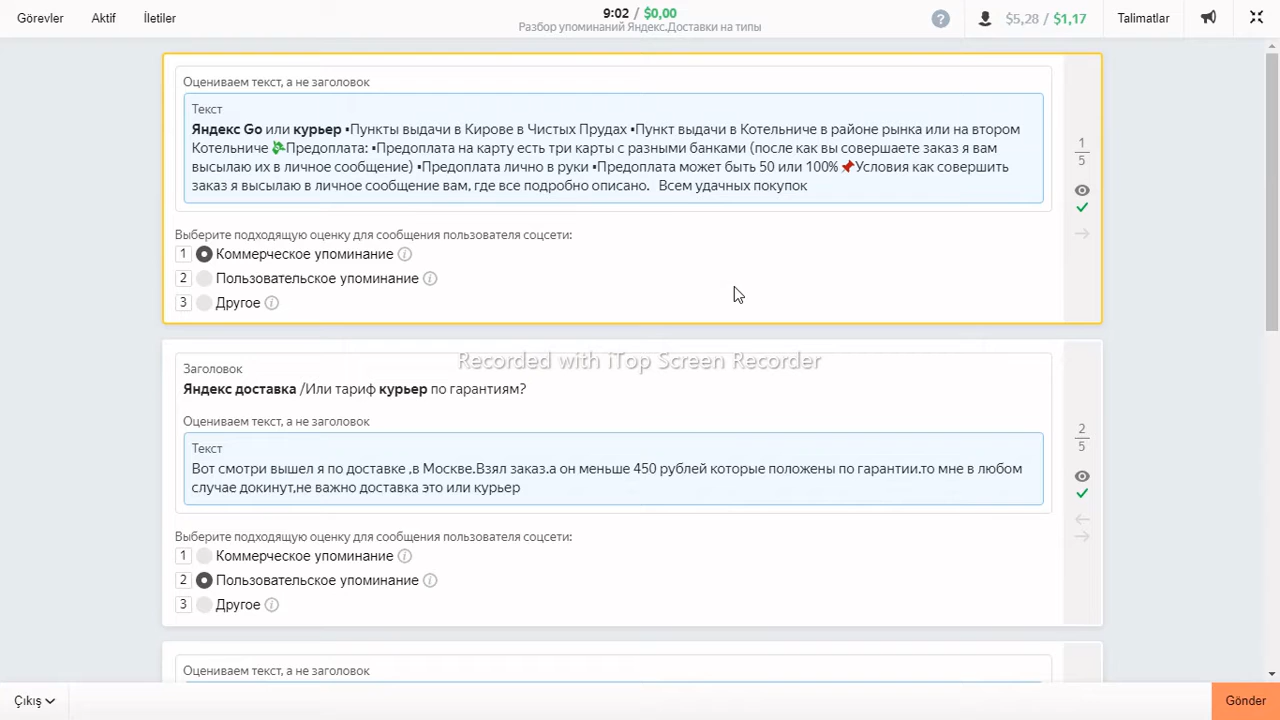 Görevler Aktif İletiler 9:02 / $0,00 $5,28 / $1,17 Talimatlar
Разбор упоминаний Яндекс.Доставки на типы
Оцениваем текст, а не заголовок
Текст
Яндекс Go или курьер ▪Пункты выдачи в Кирове в Чистых Прудах ▪Пункт выдачи в Котельниче в районе рынка или на втором
Котельниче 💸Предоплата: ▪Предоплата на карту есть три карты с разными банками (после как вы совершаете заказ я вам
высылаю их в личное сообщение) ▪Предоплата лично в руки ▪Предоплата может быть 50 или 100% 📌Условия как совершить
заказ я высылаю в личное сообщение вам, где все подробно описано. Всем удачных покупок
1
5
Выберите подходящую оценку для сообщения пользователя соцсети:
1 Коммерческое упоминание
2 Пользовательское упоминание
3 Другое
Recorded with iTop Screen Recorder
Заголовок
Яндекс доставка /Или тариф курьер по гарантиям?
Оцениваем текст, а не заголовок
Текст
Вот смотри вышел я по доставке ,в Москве.Взял заказ.а он меньше 450 рублей которые положены по гарантии.то мне в любом
случае докинут,не важно доставка это или курьер
2
5
Выберите подходящую оценку для сообщения пользователя соцсети:
1 Коммерческое упоминание
2 Пользовательское упоминание
3 Другое
Оцениваем текст, а не заголовок
Çıkış Gönder